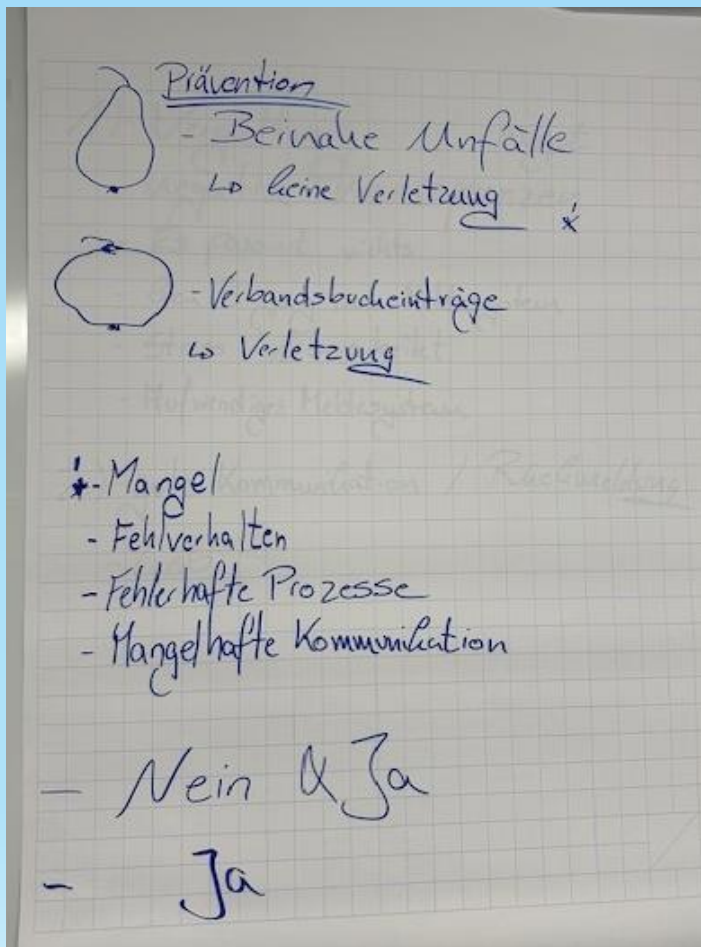 Prävention
- Beinahe Unfälle
↳ keine Verletzung *
- Verbandsbucheinträge
↳ Verletzung
*- Mangel
- Fehlverhalten
- Fehlerhafte Prozesse
- Mangelhafte Kommunikation
- Nein & Ja
- Ja